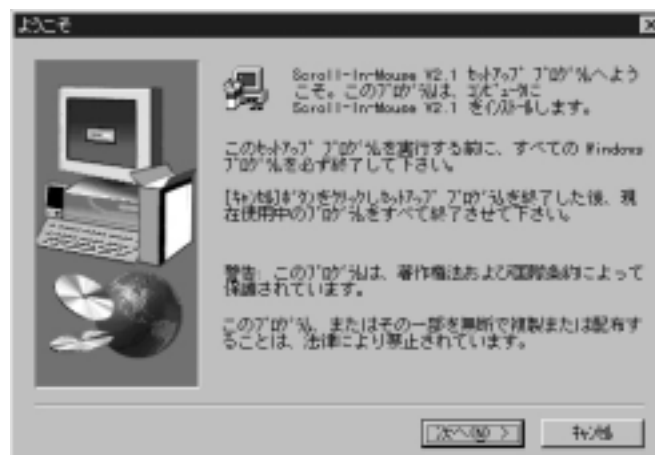 ようこそ
Scroll-In-Mouse V2.1 ｾｯﾄｱｯﾌﾟ ﾌﾟﾛｸﾞﾗﾑへよう
こそ。このﾌﾟﾛｸﾞﾗﾑは、ｺﾝﾋﾟｭｰﾀに
Scroll-In-Mouse V2.1 をｲﾝｽﾄｰﾙします。
このｾｯﾄｱｯﾌﾟ ﾌﾟﾛｸﾞﾗﾑを実行する前に、すべての Windows
ﾌﾟﾛｸﾞﾗﾑを必ず終了して下さい。
[ｷｬﾝｾﾙ]ﾎﾞﾀﾝをｸﾘｯｸしｾｯﾄｱｯﾌﾟ ﾌﾟﾛｸﾞﾗﾑを終了した後、現
在使用中のﾌﾟﾛｸﾞﾗﾑをすべて終了させて下さい。
警告: このﾌﾟﾛｸﾞﾗﾑは、著作権法および国際条約によって
保護されています。
このﾌﾟﾛｸﾞﾗﾑ、またはその一部を無断で複製または配布す
ることは、法律により禁止されています。
次へ(N) >
ｷｬﾝｾﾙ